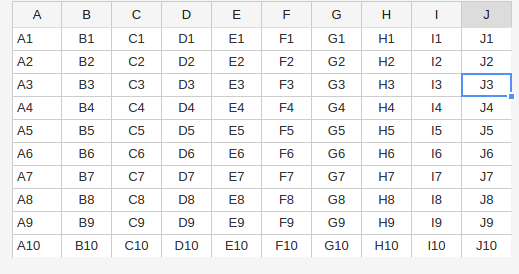 A B C D E F G H I J
A1 B1 C1 D1 E1 F1 G1 H1 I1 J1
A2 B2 C2 D2 E2 F2 G2 H2 I2 J2
A3 B3 C3 D3 E3 F3 G3 H3 I3 J3
A4 B4 C4 D4 E4 F4 G4 H4 I4 J4
A5 B5 C5 D5 E5 F5 G5 H5 I5 J5
A6 B6 C6 D6 E6 F6 G6 H6 I6 J6
A7 B7 C7 D7 E7 F7 G7 H7 I7 J7
A8 B8 C8 D8 E8 F8 G8 H8 I8 J8
A9 B9 C9 D9 E9 F9 G9 H9 I9 J9
A10 B10 C10 D10 E10 F10 G10 H10 I10 J10